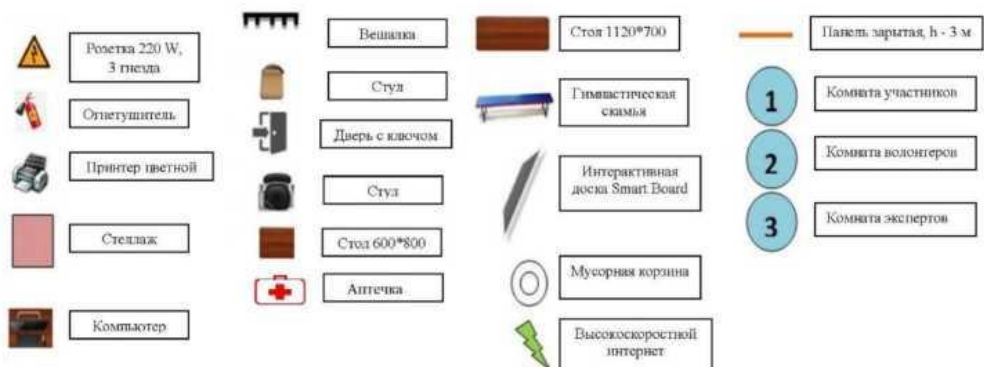 Розетка 220 W,
3 гнезда
Огнетушитель
Принтер цветной
Стеллаж
Компьютер
Вешалка
Стул
Дверь с ключом
Стул
Стол 600*800
Аптечка
Стол 1120*700
Гимнастическая
скамья
Интерактивная
доска Smart Board
Мусорная корзина
Высокоскоростной
интернет
Панель зарытая, h - 3 м
1
Комната участников
2
Комната волонтеров
3
Комната экспертов